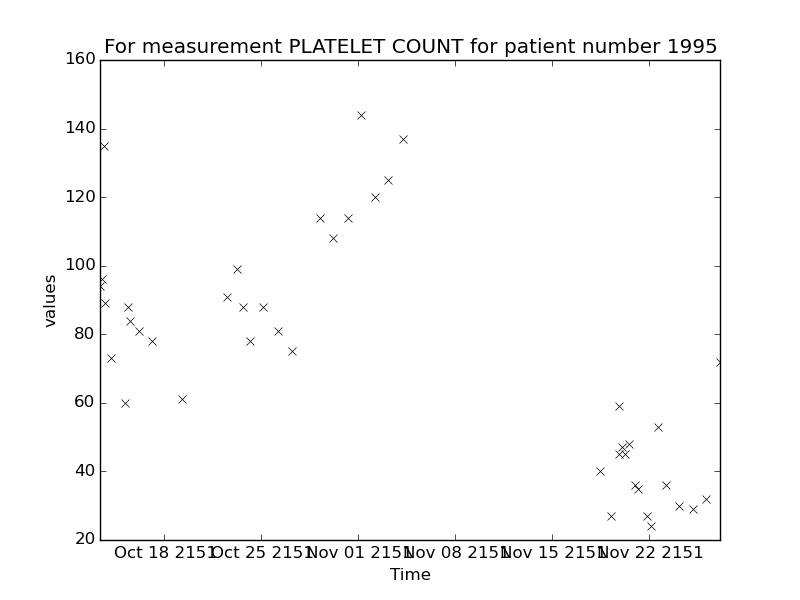 For measurement PLATELET COUNT for patient number 1995
160
140
120
100
80
60
40
20
values
Oct 18 2151 Oct 25 2151 Nov 01 2151 Nov 08 2151 Nov 15 2151 Nov 22 2151
Time